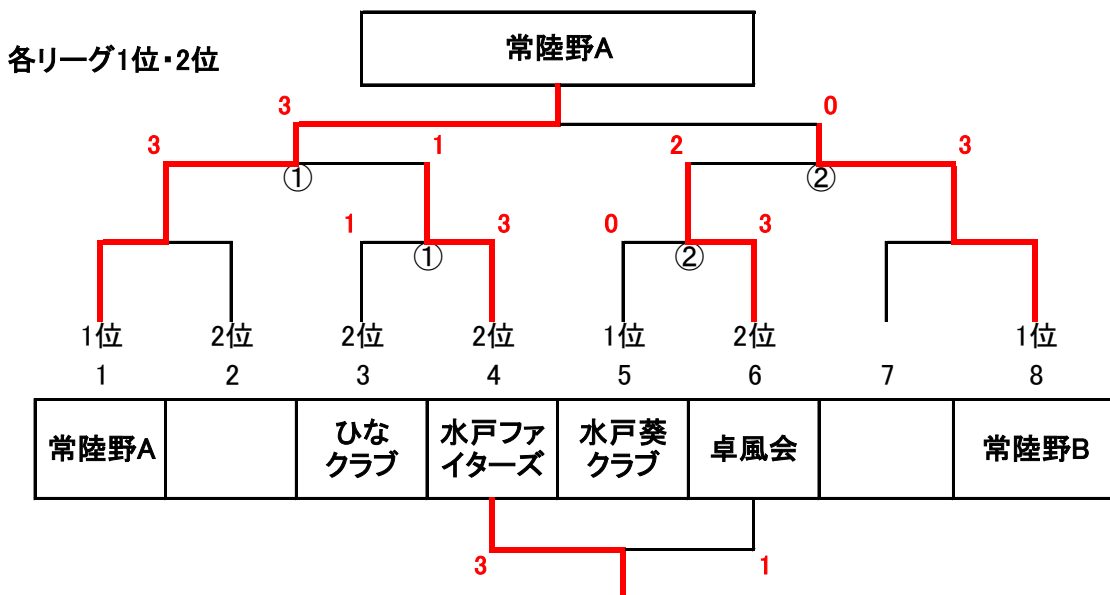 常陸野A
各リーグ1位・2位
3 0
3 1 2 3
① ②
1 3 0 3
① ②
1位 2位 2位 2位 1位 2位 1位
1 2 3 4 5 6 7 8
常陸野A ひな 水戸ファ 水戸葵 卓風会 常陸野B
クラブ イターズ クラブ
3 1